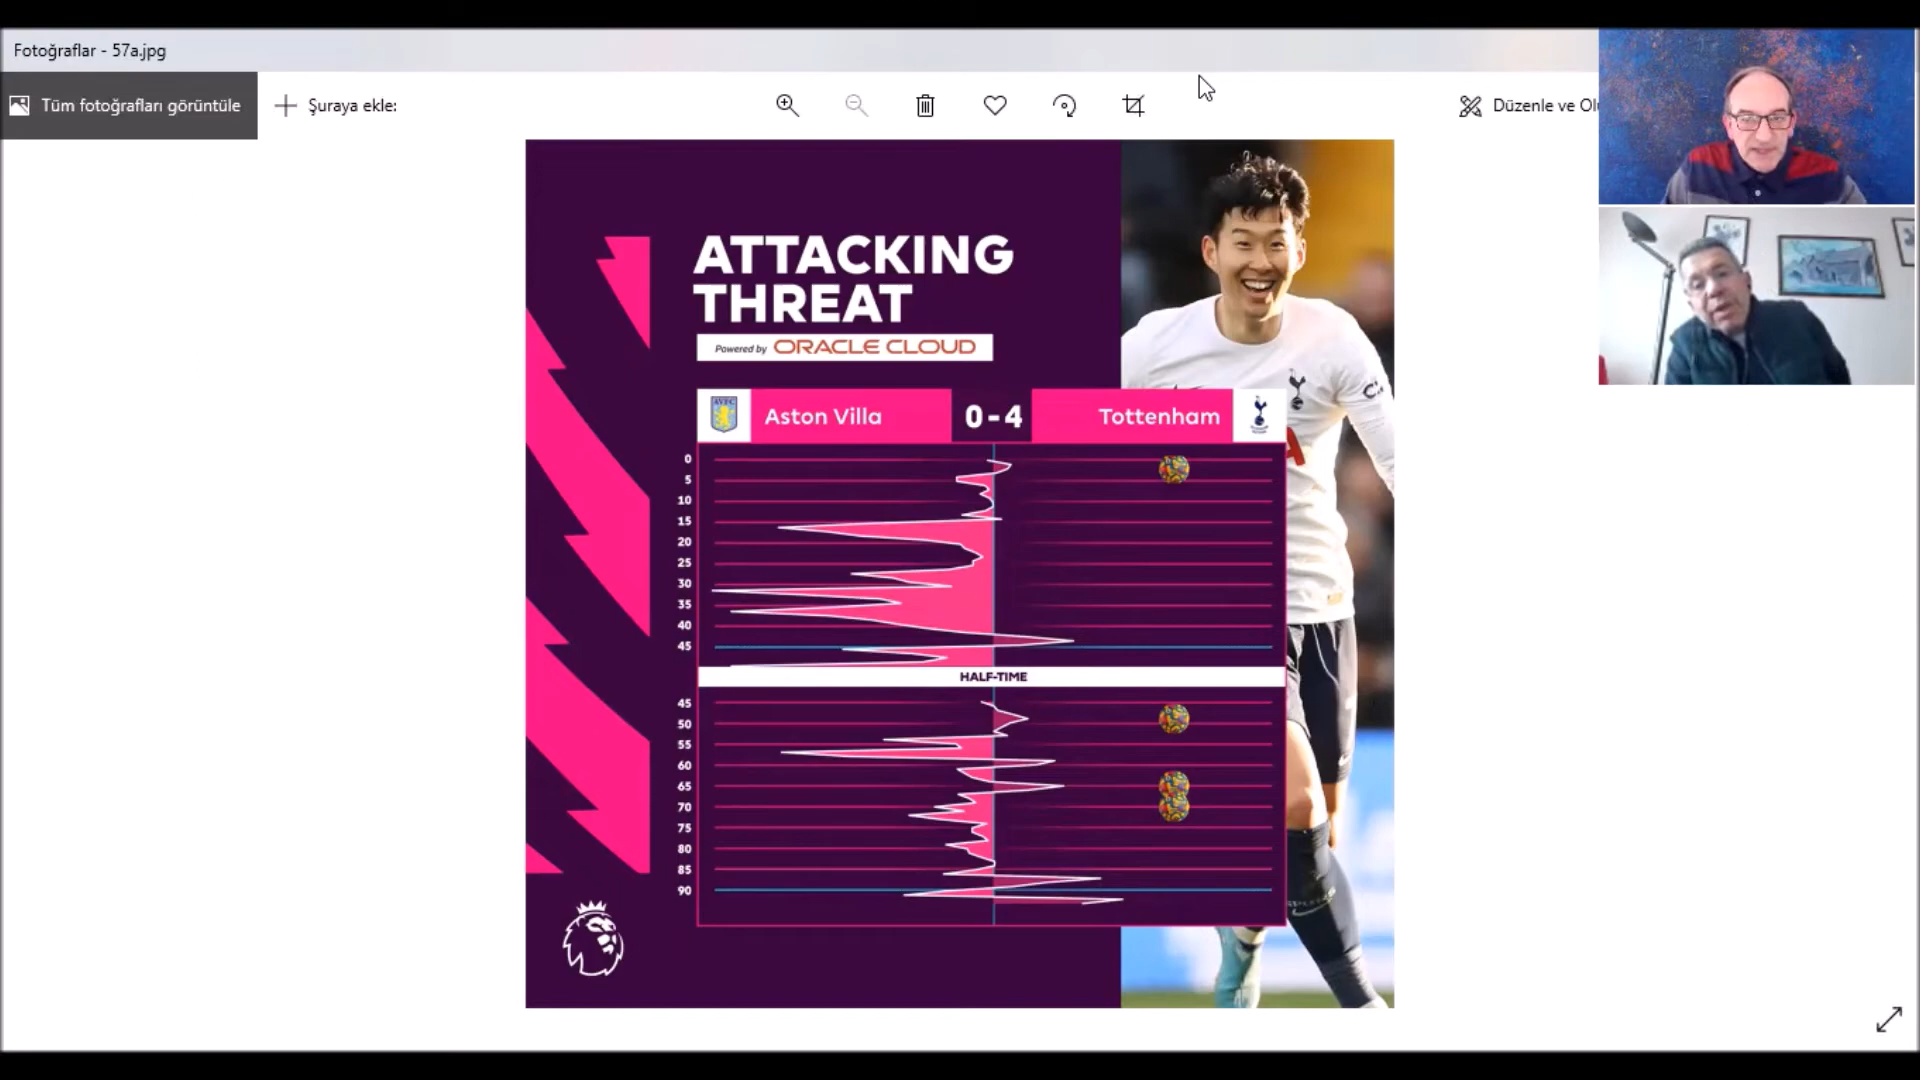 Fotoğraflar - 57a.jpg
Tüm fotoğrafları görüntüle
Şuraya ekle:
Düzenle ve Olu
ATTACKING
THREAT
Powered by ORACLE CLOUD
AVFC
Aston Villa 0 - 4 Tottenham
0
5
10
15
20
25
30
35
40
45
HALF-TIME
45
50
55
60
65
70
75
80
85
90